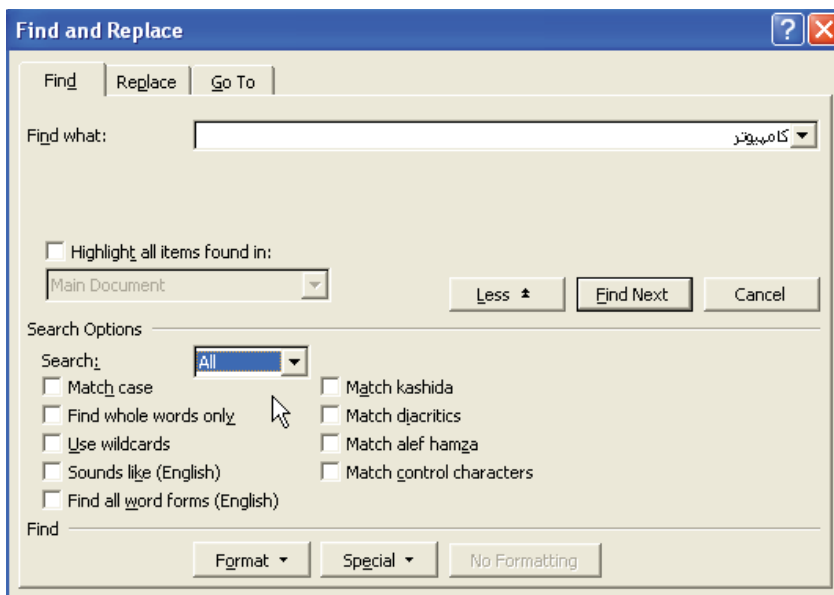 Find and Replace
Find Replace Go To
Find what: كامپيوتر
Highlight all items found in:
Main Document
Less Find Next Cancel
Search Options
Search: All
Match case Match kashida
Find whole words only Match diacritics
Use wildcards Match alef hamza
Sounds like (English) Match control characters
Find all word forms (English)
Find
Format Special No Formatting